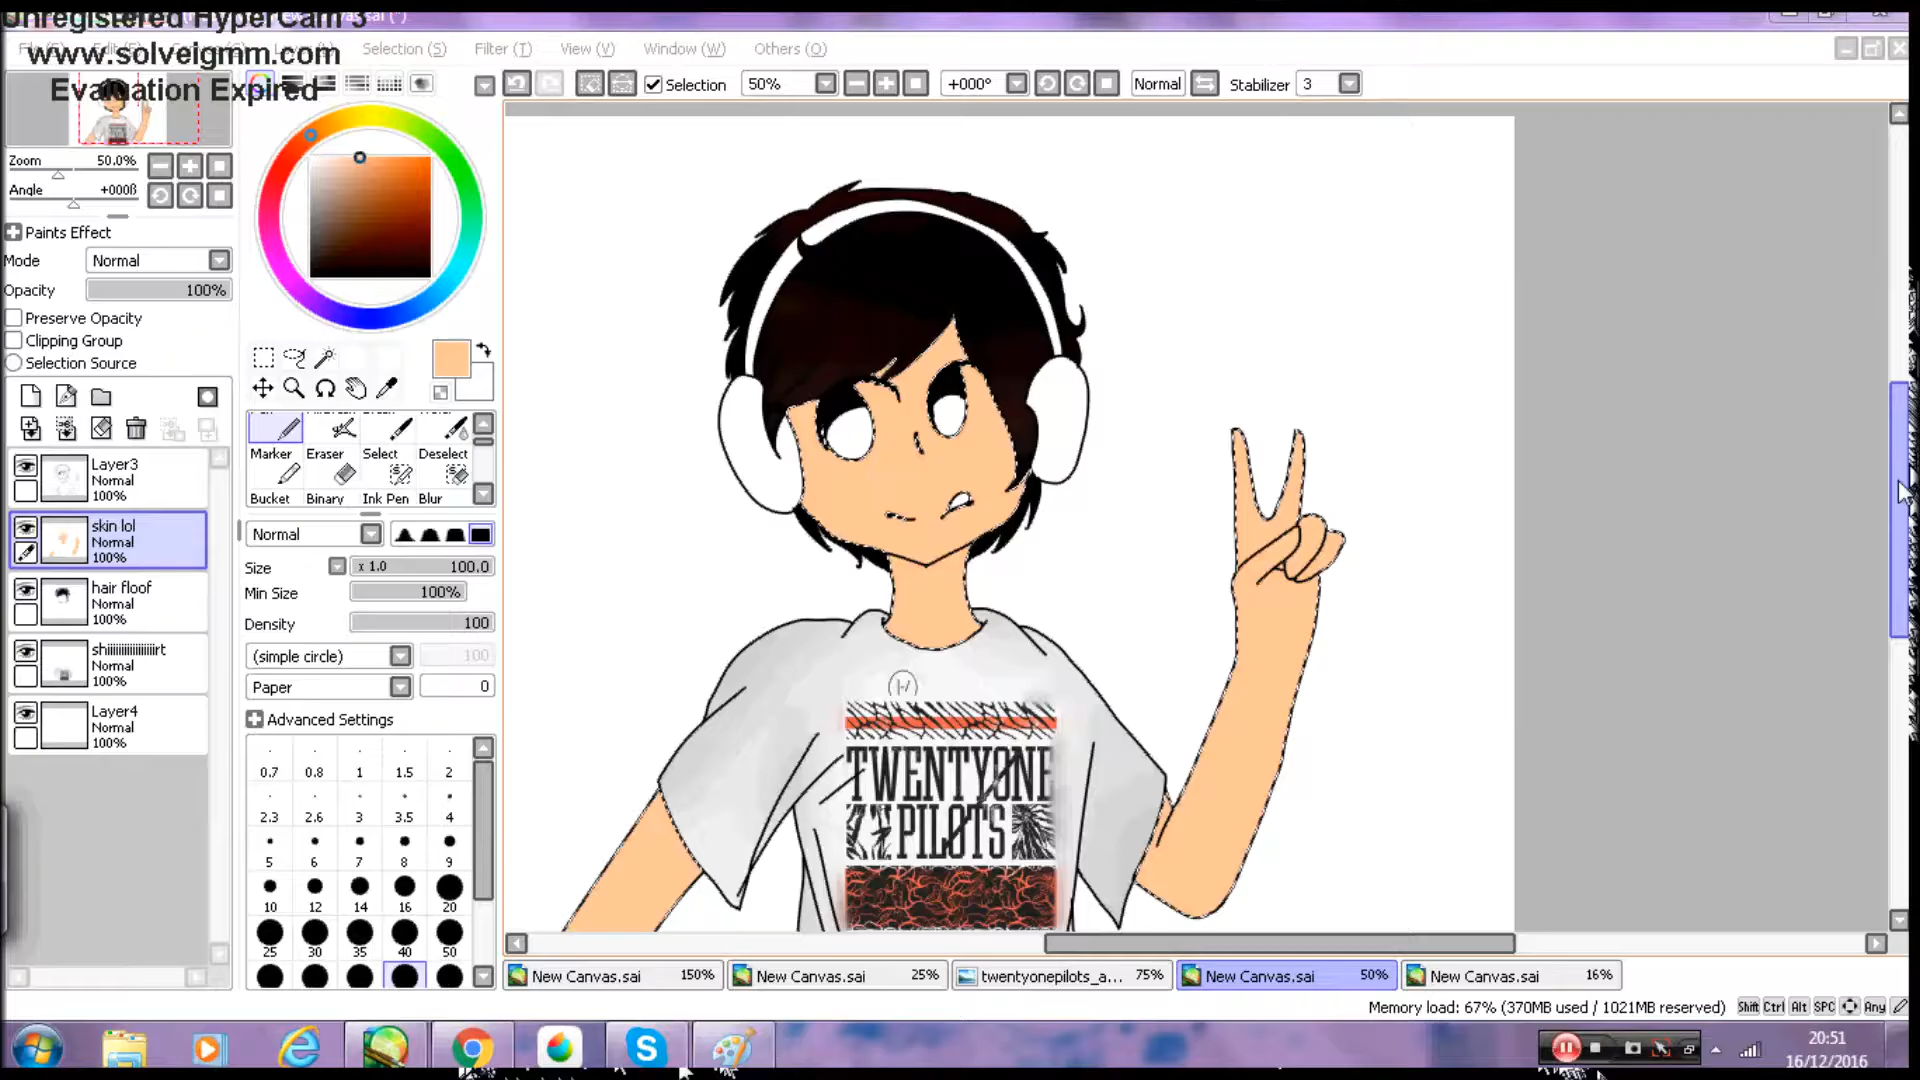 Unregistered HyperCam 3
www.solveigmm.com
Evaluation Expired
Selection (S) Filter (T) View (V) Window (W) Others (O)
Selection 50% +000° Normal Stabilizer 3
Zoom 50.0%
Angle +000ß
Paints Effect
Mode Normal
Opacity 100%
Preserve Opacity
Clipping Group
Selection Source
Layer3
Normal
100%
skin lol
Normal
100%
hair floof
Normal
100%
Normal
100%
Layer4
Normal
100%
Marker Eraser Select Deselect
Bucket Binary Ink Pen Blur
Normal
Size x 1.0 100.0
Min Size 100%
Density 100
(simple circle) 100
Paper 0
Advanced Settings
0.7 0.8 1 1.5 2
2.3 2.6 3 3.5 4
5 6 7 8 9
10 12 14 16 20
25 30 35 40 50
|-/
TWENTYONE
PILOTS
New Canvas.sai 150% New Canvas.sai 25% twentyonepilots_a... 75% New Canvas.sai 50% New Canvas.sai 16%
Memory load: 67% (370MB used / 1021MB reserved) Shift Ctrl Alt SPC Any
20:51
16/12/2016